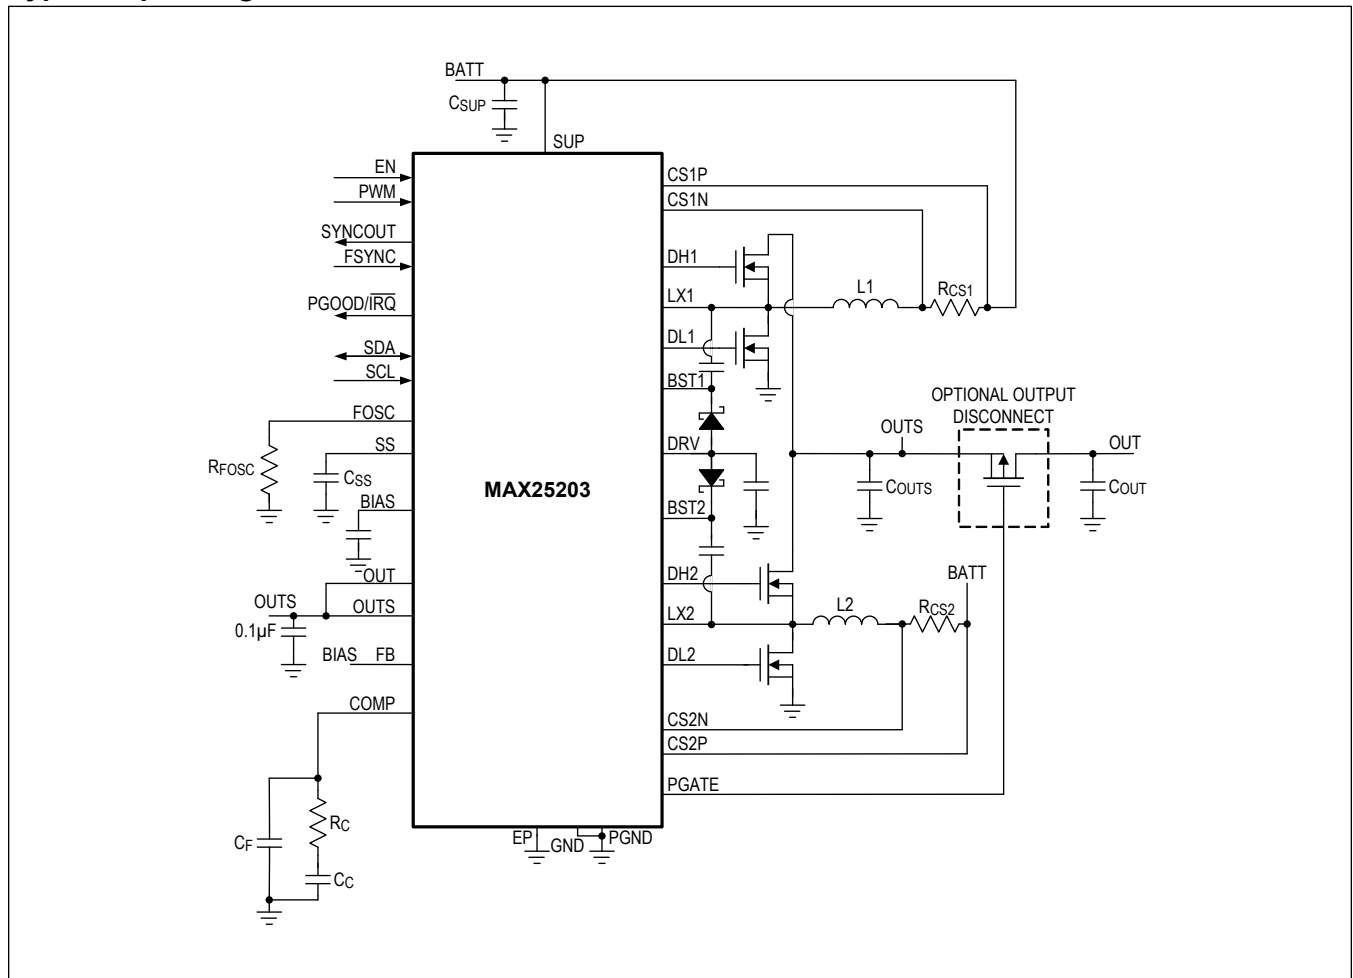 BATT
CSUP
SUP
EN
PWM
SYNCOUT
FSYNC
PGOOD/IRQ
SDA
SCL
FOSC
RFOSC
SS
CSS
BIAS
OUT
OUTS
OUTS
0.1µF
BIAS FB
COMP
RC
CF
CC
MAX25203
EP
GND
PGND
CS1P
CS1N
DH1
LX1
L1
RCS1
DL1
BST1
DRV
BST2
OPTIONAL OUTPUT
DISCONNECT
OUTS
OUT
COUTS
COUT
DH2
BATT
LX2
L2
RCS2
DL2
CS2N
CS2P
PGATE